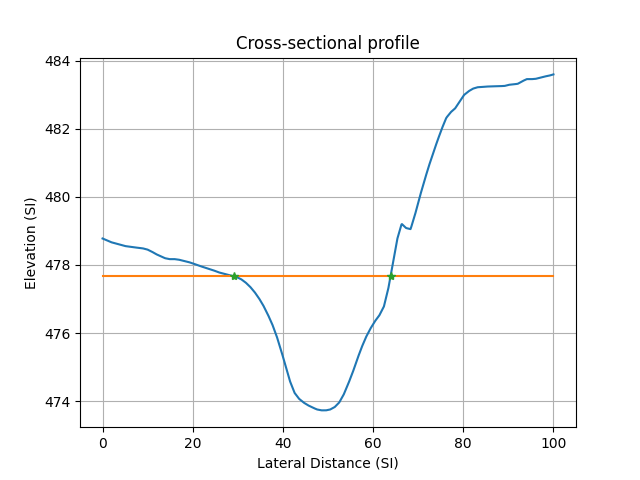 Cross-sectional profile
484
482
480
478
476
474
Elevation (SI)
0 20 40 60 80 100
Lateral Distance (SI)